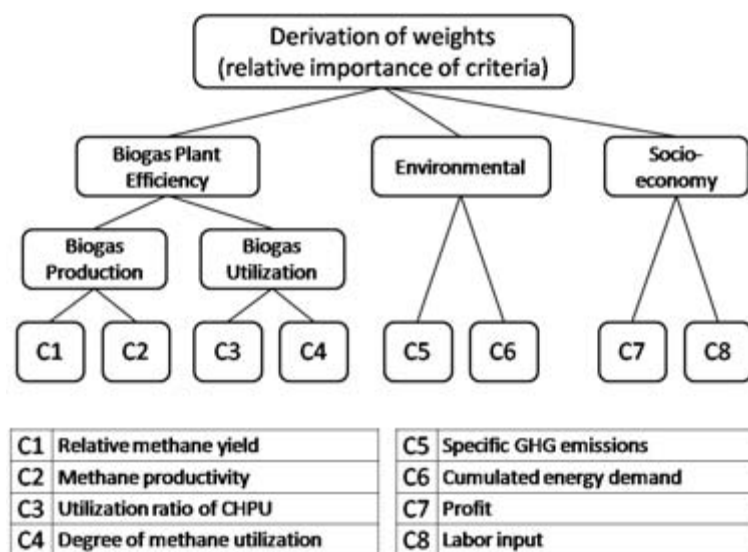 Derivation of weights
(relative importance of criteria)
Biogas Plant
Efficiency
Environmental
Socio-
economy
Biogas
Production
Biogas
Utilization
C1
C2
C3
C4
C5
C6
C7
C8
C1 Relative methane yield
C2 Methane productivity
C3 Utilization ratio of CHPU
C4 Degree of methane utilization
C5 Specific GHG emissions
C6 Cumulated energy demand
C7 Profit
C8 Labor input